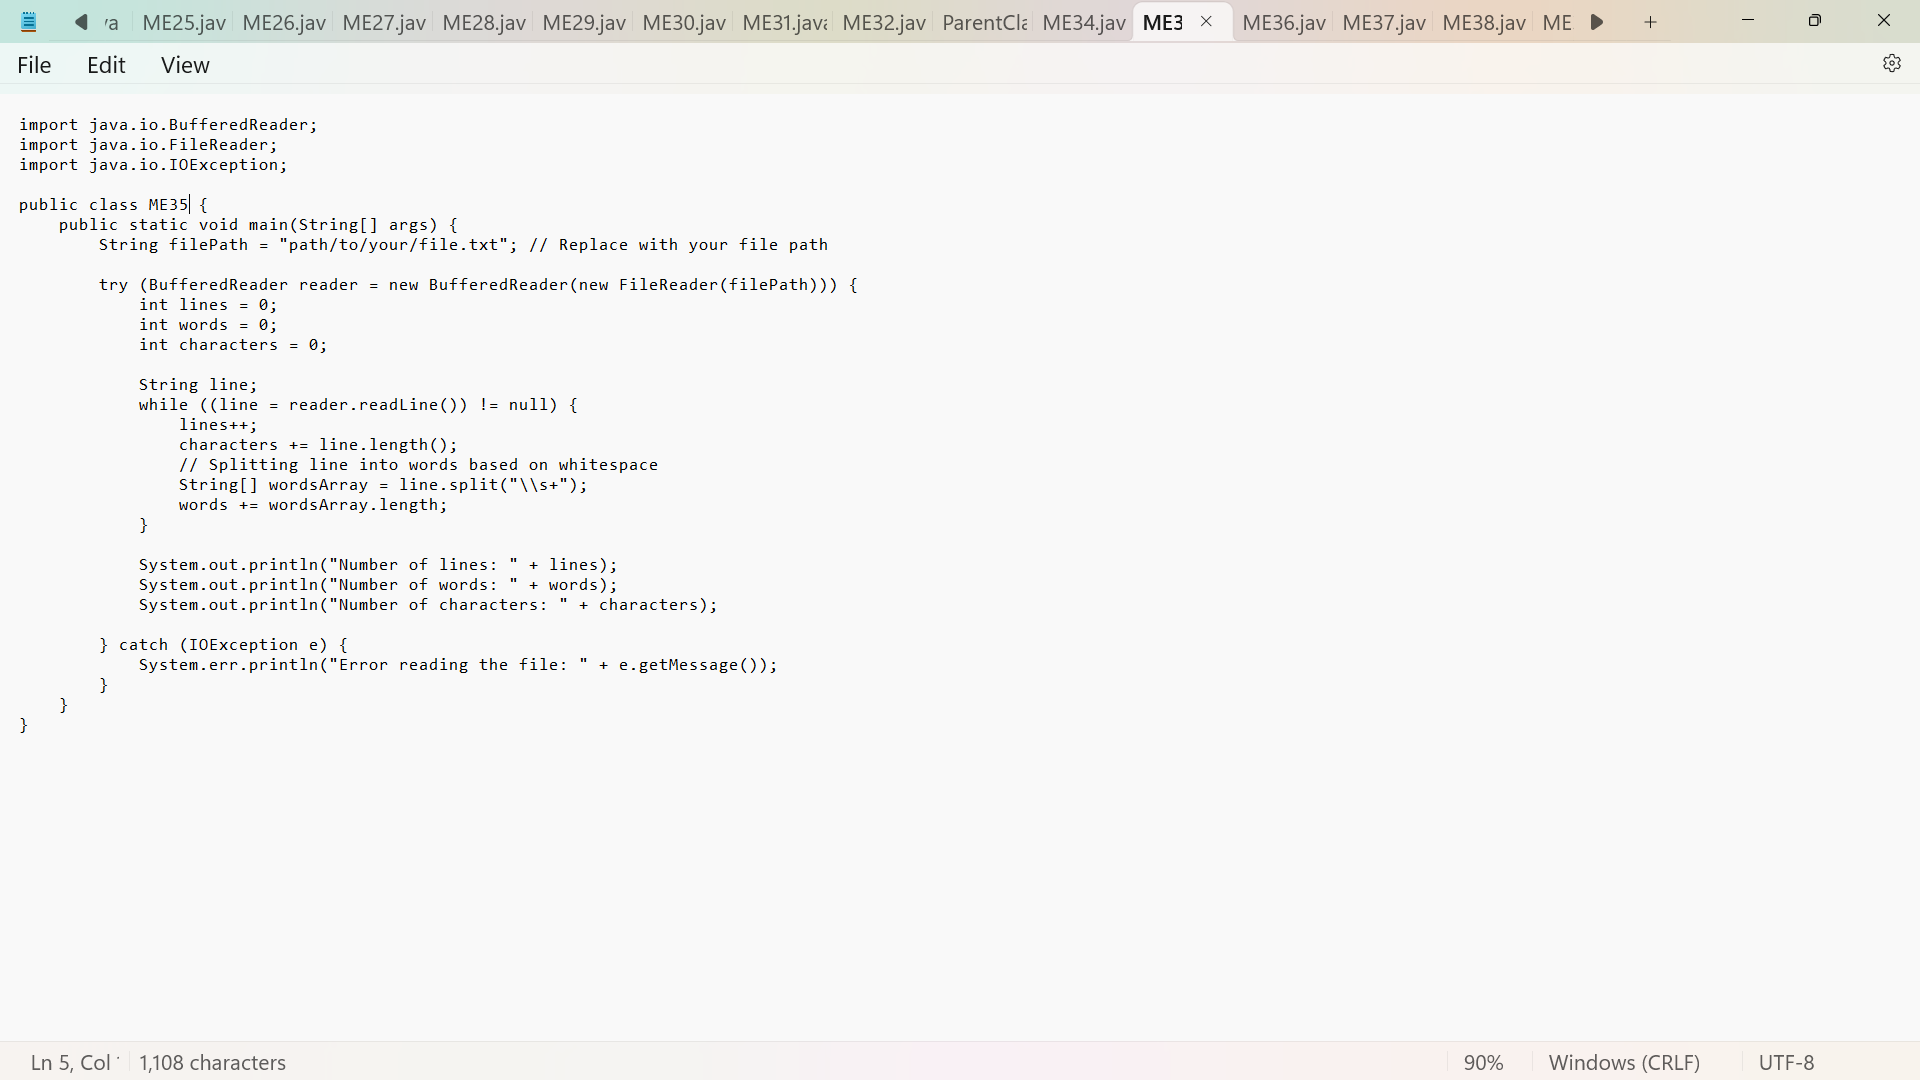 ME25.jav ME26.jav ME27.jav ME28.jav ME29.jav ME30.jav ME31.java ME32.jav ParentCla ME34.jav ME3 ME36.jav ME37.jav ME38.jav ME
File Edit View
import java.io.BufferedReader;
import java.io.FileReader;
import java.io.IOException;
public class ME35 {
    public static void main(String[] args) {
        String filePath = "path/to/your/file.txt"; // Replace with your file path
        try (BufferedReader reader = new BufferedReader(new FileReader(filePath))) {
            int lines = 0;
            int words = 0;
            int characters = 0;
            String line;
            while ((line = reader.readLine()) != null) {
                lines++;
                characters += line.length();
                // Splitting line into words based on whitespace
                String[] wordsArray = line.split("\\s+");
                words += wordsArray.length;
            }
            System.out.println("Number of lines: " + lines);
            System.out.println("Number of words: " + words);
            System.out.println("Number of characters: " + characters);
        } catch (IOException e) {
            System.err.println("Error reading the file: " + e.getMessage());
        }
    }
}
Ln 5, Col 1,108 characters 90% Windows (CRLF) UTF-8